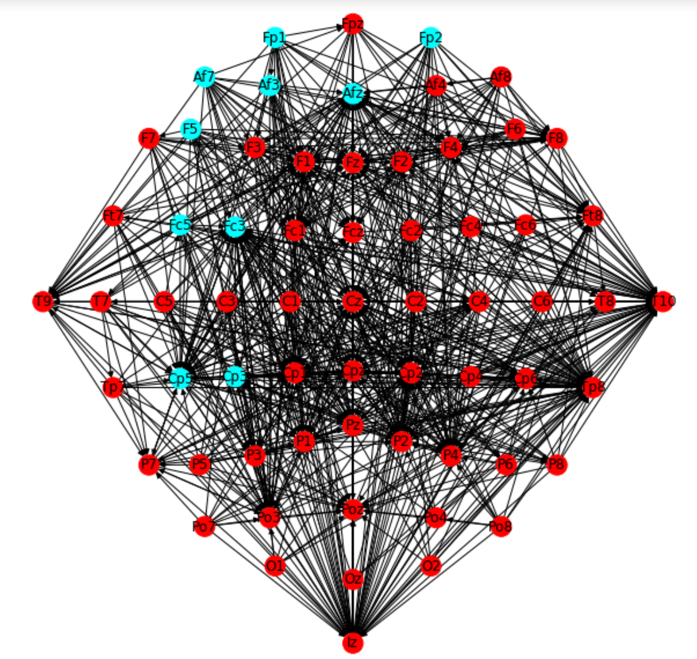 Fp1 Fpz Fp2
Af7 Af3 Afz Af4 Af8
F7 F5 F3 F1 Fz F2 F4 F6 F8
Ft7 Fc5 Fc3 Fc1 Fcz Fc2 Fc4 Fc6 Ft8
T9 T7 C5 C3 C1 Cz C2 C4 C6 T8 T10
Tp Cp5 Cp3 Cp1 Cpz Cp2 Cp Cp6 Tp8
P7 P5 P3 P1 Pz P2 P4 P6 P8
Po7 Po3 Poz Po4 Po8
O1 Oz O2
Iz